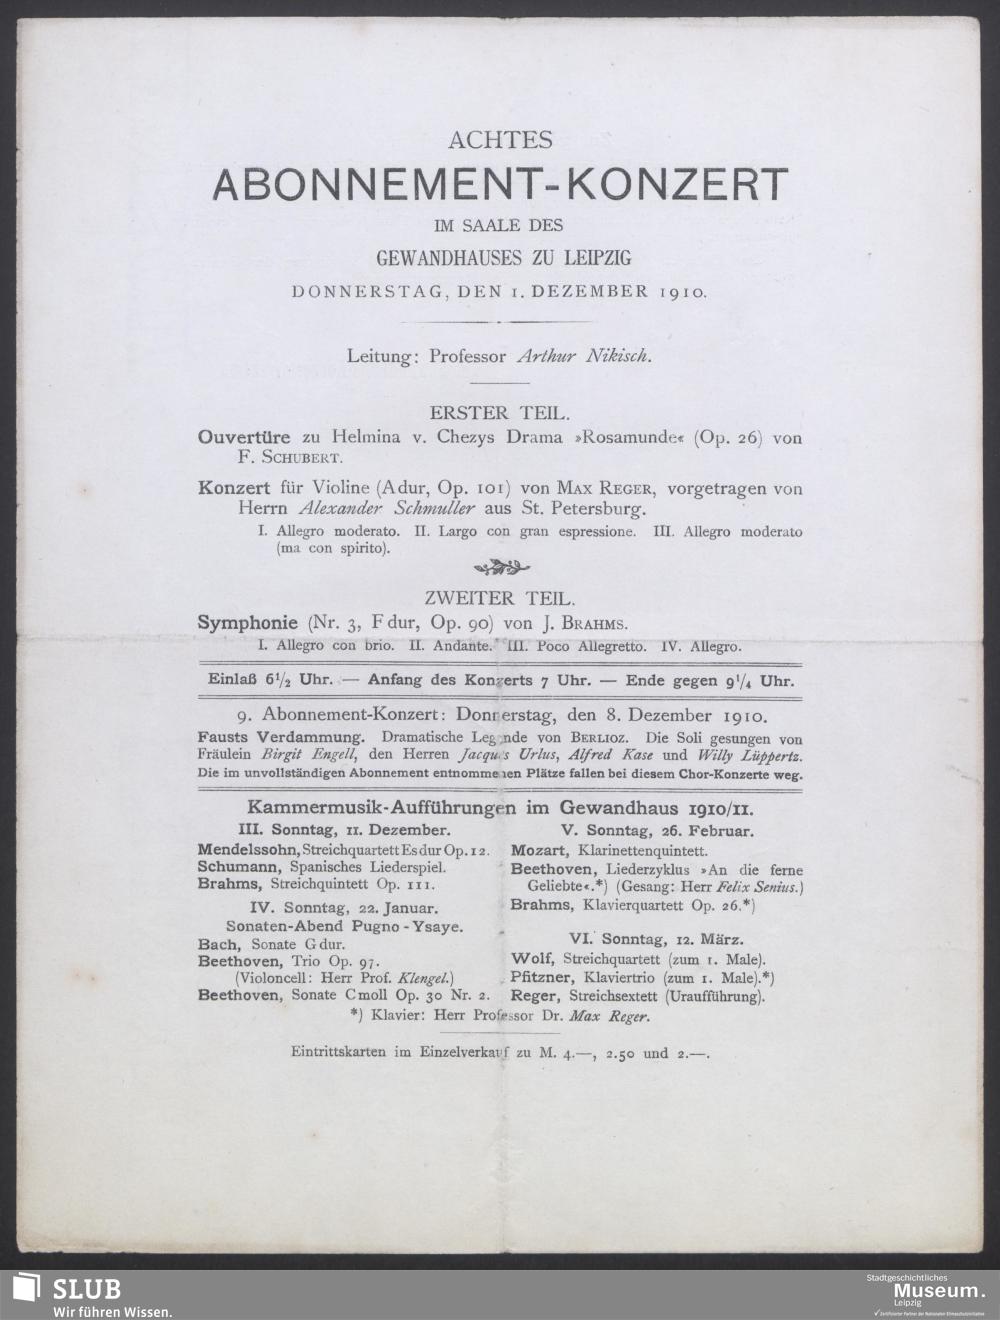 ACHTES
ABONNEMENT-KONZERT
IM SAALE DES
GEWANDHAUSES ZU LEIPZIG
DONNERSTAG, DEN 1. DEZEMBER 1910.
Leitung: Professor Arthur Nikisch.
ERSTER TEIL.
Ouvertüre zu Helmina v. Chezys Drama »Rosamunde« (Op. 26) von
F. SCHUBERT.
Konzert für Violine (A dur, Op. 101) von MAX REGER, vorgetragen von
Herrn Alexander Schmuller aus St. Petersburg.
I. Allegro moderato. II. Largo con gran espressione. III. Allegro moderato
(ma con spirito).
ZWEITER TEIL.
Symphonie (Nr. 3, F dur, Op. 90) von J. BRAHMS.
I. Allegro con brio. II. Andante. III. Poco Allegretto. IV. Allegro.
Einlaß 6¹/₂ Uhr. — Anfang des Konzerts 7 Uhr. — Ende gegen 9¹/₄ Uhr.
9. Abonnement-Konzert: Donnerstag, den 8. Dezember 1910.
Fausts Verdammung. Dramatische Legende von BERLIOZ. Die Soli gesungen von
Fräulein Birgit Engell, den Herren Jacques Urlus, Alfred Kase und Willy Lüppertz.
Die im unvollständigen Abonnement entnommenen Plätze fallen bei diesem Chor-Konzerte weg.
Kammermusik-Aufführungen im Gewandhaus 1910/11.
III. Sonntag, 11. Dezember.
Mendelssohn, Streichquartett Es dur Op. 12.
Schumann, Spanisches Liederspiel.
Brahms, Streichquintett Op. 111.
IV. Sonntag, 22. Januar.
Sonaten-Abend Pugno-Ysaye.
Bach, Sonate G dur.
Beethoven, Trio Op. 97.
(Violoncell: Herr Prof. Klengel.)
Beethoven, Sonate C moll Op. 30 Nr. 2.
V. Sonntag, 26. Februar.
Mozart, Klarinettenquintett.
Beethoven, Liederzyklus »An die ferne
Geliebte«.*) (Gesang: Herr Felix Senius.)
Brahms, Klavierquartett Op. 26.*)
VI. Sonntag, 12. März.
Wolf, Streichquartett (zum 1. Male).
Pfitzner, Klaviertrio (zum 1. Male).*)
Reger, Streichsextett (Uraufführung).
*) Klavier: Herr Professor Dr. Max Reger.
Eintrittskarten im Einzelverkauf zu M. 4.—, 2.50 und 2.—.
SLUB
Wir führen Wissen.
Stadtgeschichtliches
Museum.
Leipzig
Zertifizierter Partner der Nationalen Klimaschutzinitiative